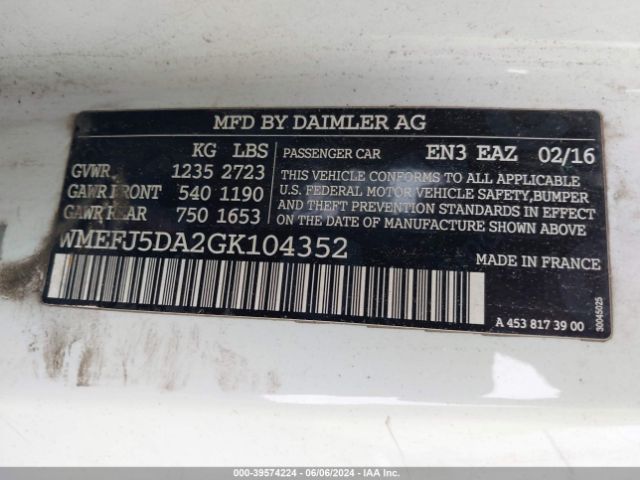 MFD BY DAIMLER AG
KG LBS
GVWR 1235 2723
GAWR FRONT 540 1190
GAWR REAR 750 1653
PASSENGER CAR EN3 EAZ 02/16
THIS VEHICLE CONFORMS TO ALL APPLICABLE
U.S. FEDERAL MOTOR VEHICLE SAFETY,BUMPER
AND THEFT PREVENTION STANDARDS IN EFFECT
ON THE DATE OF MANUFACTURE SHOWN ABOVE.
WMEFJ5DA2GK104352
MADE IN FRANCE
A 453 817 39 00
30045025
000-39574224 | 06/06/2024 - IAAI.com